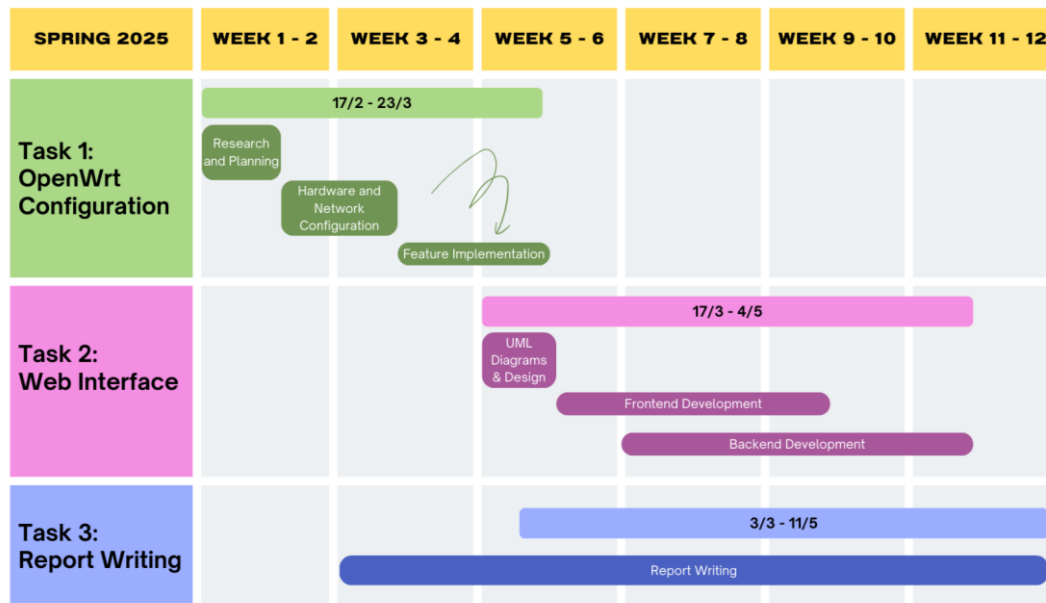 SPRING 2025
WEEK 1 - 2
WEEK 3 - 4
WEEK 5 - 6
WEEK 7 - 8
WEEK 9 - 10
WEEK 11 - 12
Task 1:
OpenWrt
Configuration
17/2 - 23/3
Research
and Planning
Hardware and
Network
Configuration
Feature Implementation
Task 2:
Web Interface
17/3 - 4/5
UML
Diagrams
& Design
Frontend Development
Backend Development
Task 3:
Report Writing
3/3 - 11/5
Report Writing